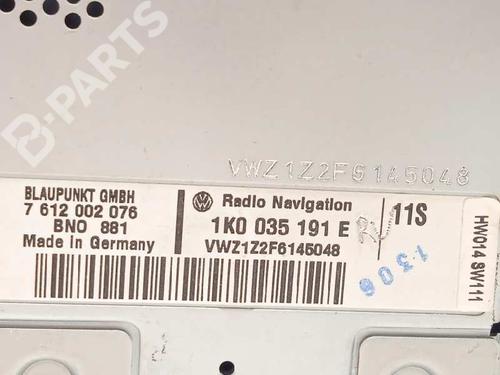 B-PARTS
VWZ1Z2F6145048
BLAUPUNKT GMBH
7 612 002 076
BNO 881
Made in Germany
Radio Navigation
1K0 035 191 E
VWZ1Z2F6145048
11S
HW014 SW111
1306